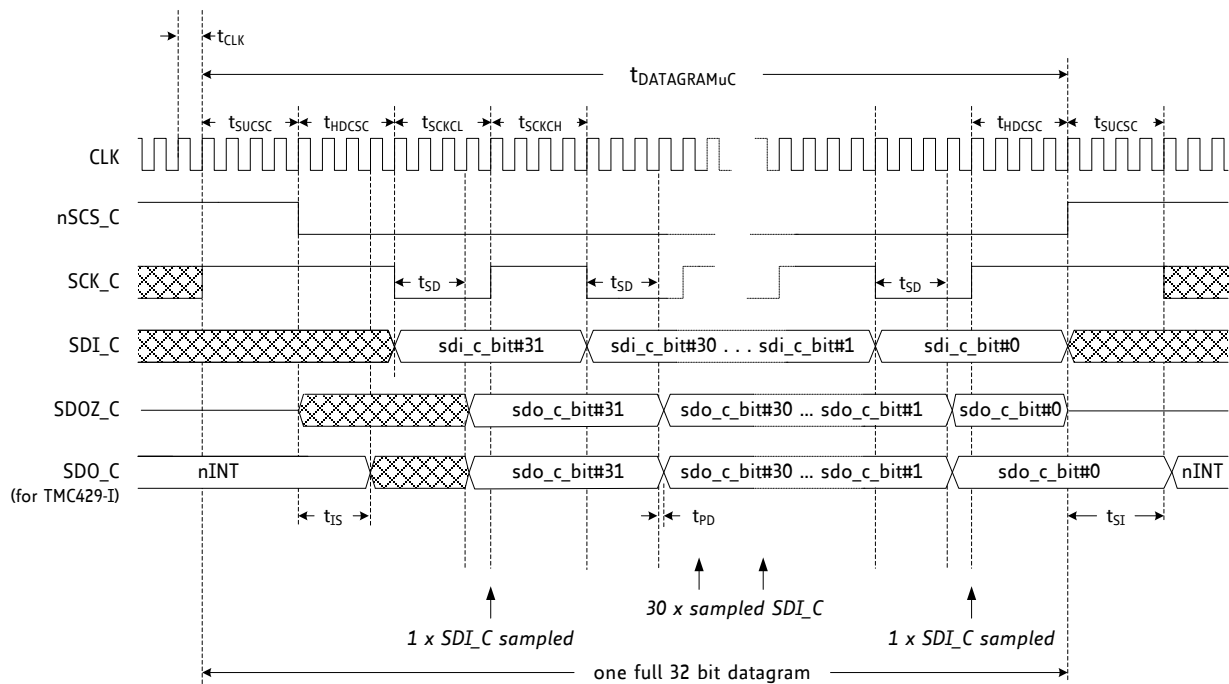 tCLK
tDATAGRAMuC
tSUCSC tHDCSC tSCKCL tSCKCH tHDCSC tSUCSC
CLK
nSCS_C
SCK_C tSD tSD tSD
SDI_C sdi_c_bit#31 sdi_c_bit#30 . . . sdi_c_bit#1 sdi_c_bit#0
SDOZ_C sdo_c_bit#31 sdo_c_bit#30 ... sdo_c_bit#1 sdo_c_bit#0
SDO_C nINT sdo_c_bit#31 sdo_c_bit#30 ... sdo_c_bit#1 sdo_c_bit#0 nINT
(for TMC429-I)
tIS tPD tSI
30 x sampled SDI_C
1 x SDI_C sampled 1 x SDI_C sampled
one full 32 bit datagram